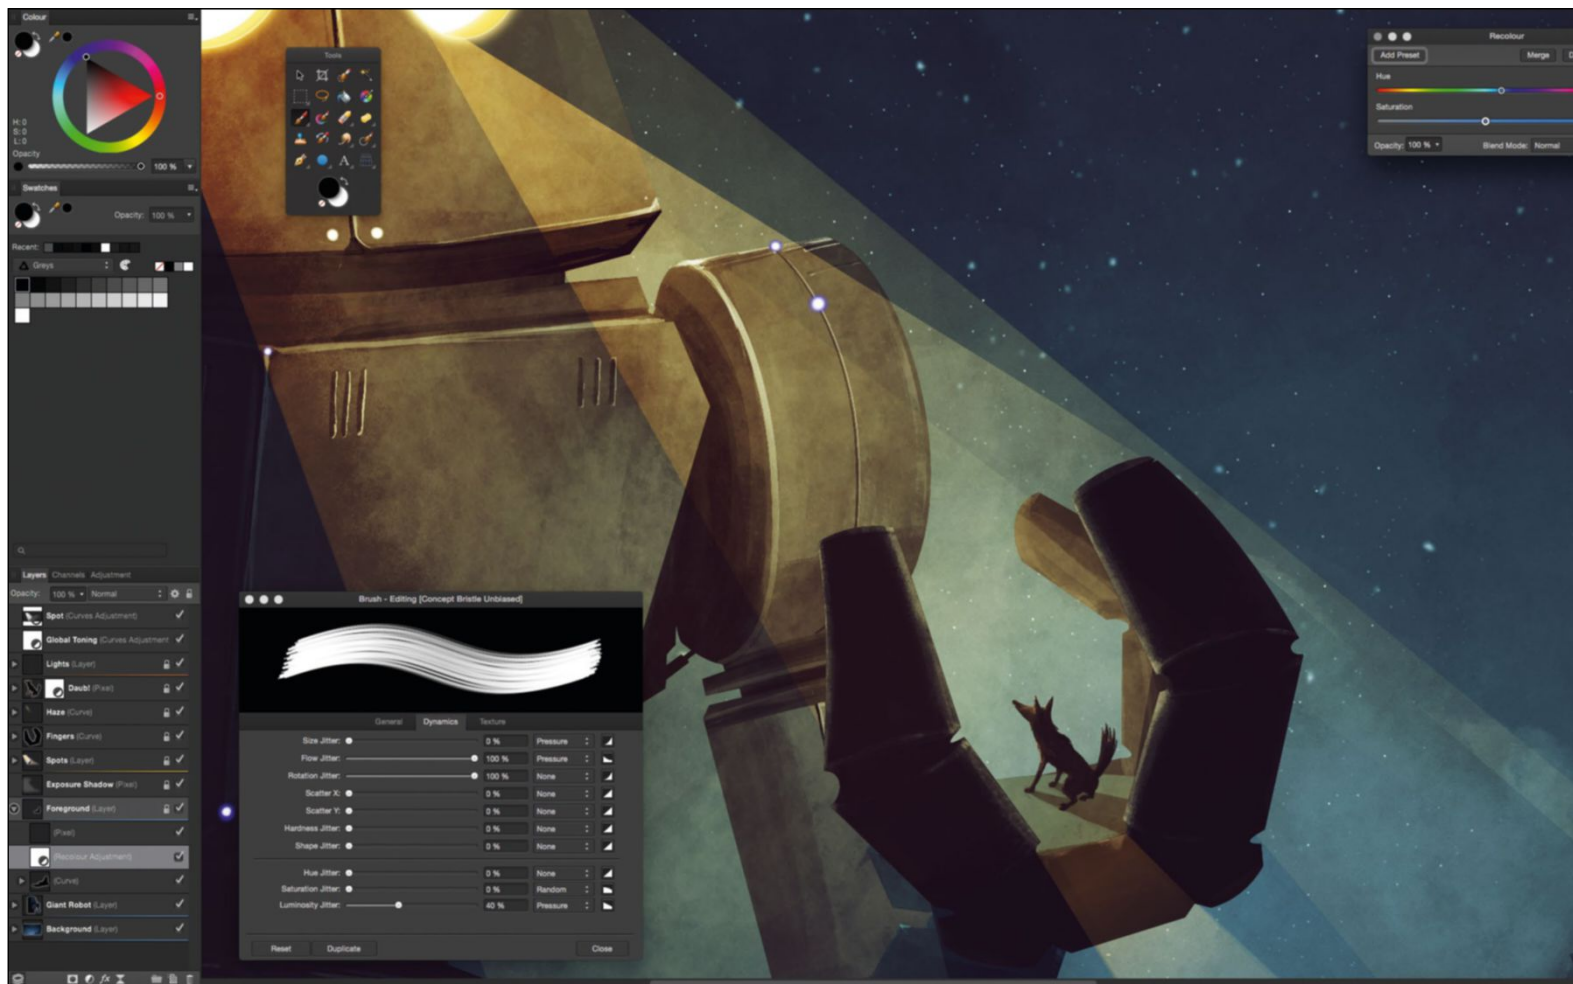 Colour
H: 0
S: 0
L: 0
Opacity
100 %
Swatches
Opacity: 100 %
Recent:
Greys
Layers Channels Adjustment
Opacity: 100 % Normal
Spot (Curves Adjustment)
Global Toning (Curves Adjustment
Lights (Layer)
Daub! (Pixel)
Haze (Curve)
Fingers (Curve)
Spots (Layer)
Exposure Shadow (Pixel)
Foreground (Layer)
(Pixel)
(Recolour Adjustment)
(Curve)
Giant Robot (Layer)
Background (Layer)
fx
Tools
A
Brush - Editing [Concept Bristle Unbiased]
General Dynamics Texture
Size Jitter: 0 % Pressure
Flow Jitter: 100 % Pressure
Rotation Jitter: 100 % None
Scatter X: 0 % None
Scatter Y: 0 % None
Hardness Jitter: 0 % None
Shape Jitter: 0 % None
Hue Jitter: 0 % None
Saturation Jitter: 0 % Random
Luminosity Jitter: 40 % Pressure
Reset Duplicate Close
Recolour
Add Preset Merge D
Hue
Saturation
Opacity: 100 % Blend Mode: Normal